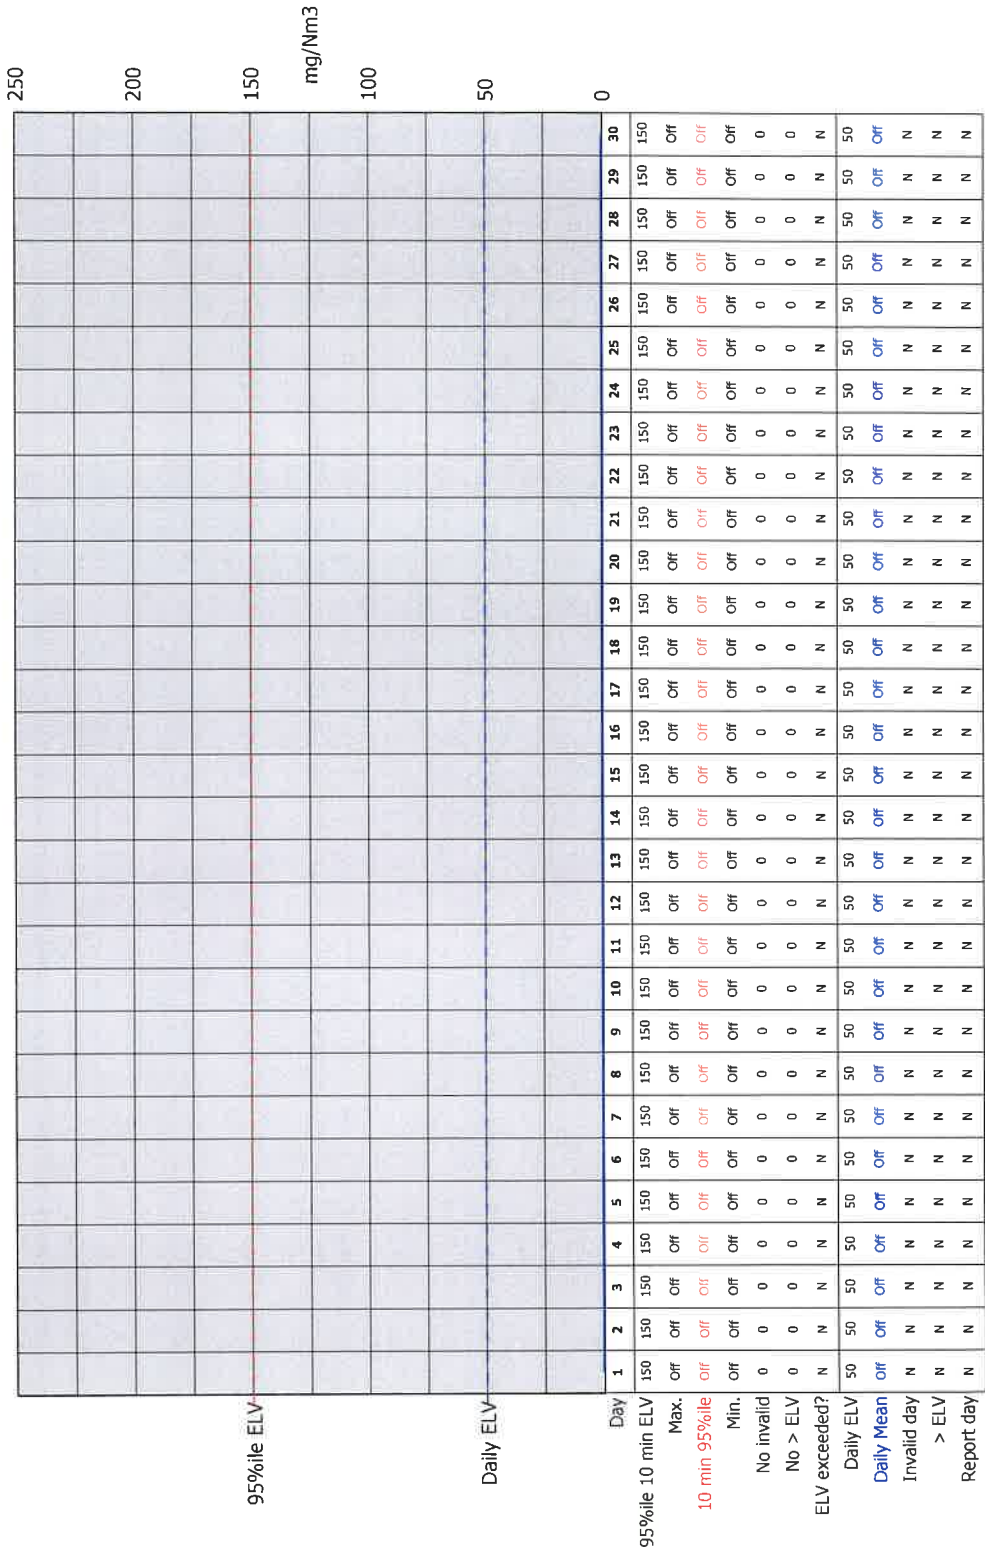 250
200
150
mg/Nm3
100
50
0
95%ile ELV
Daily ELV
Day 1 2 3 4 5 6 7 8 9 10 11 12 13 14 15 16 17 18 19 20 21 22 23 24 25 26 27 28 29 30
95%ile 10 min ELV 150 150 150 150 150 150 150 150 150 150 150 150 150 150 150 150 150 150 150 150 150 150 150 150 150 150 150 150 150 150
Max. Off Off Off Off Off Off Off Off Off Off Off Off Off Off Off Off Off Off Off Off Off Off Off Off Off Off Off Off Off Off
10 min 95%ile Off Off Off Off Off Off Off Off Off Off Off Off Off Off Off Off Off Off Off Off Off Off Off Off Off Off Off Off Off Off
Min. Off Off Off Off Off Off Off Off Off Off Off Off Off Off Off Off Off Off Off Off Off Off Off Off Off Off Off Off Off Off
No invalid 0 0 0 0 0 0 0 0 0 0 0 0 0 0 0 0 0 0 0 0 0 0 0 0 0 0 0 0 0 0
No > ELV 0 0 0 0 0 0 0 0 0 0 0 0 0 0 0 0 0 0 0 0 0 0 0 0 0 0 0 0 0 0
ELV exceeded? N N N N N N N N N N N N N N N N N N N N N N N N N N N N N N
Daily ELV 50 50 50 50 50 50 50 50 50 50 50 50 50 50 50 50 50 50 50 50 50 50 50 50 50 50 50 50 50 50
Daily Mean Off Off Off Off Off Off Off Off Off Off Off Off Off Off Off Off Off Off Off Off Off Off Off Off Off Off Off Off Off Off
Invalid day N N N N N N N N N N N N N N N N N N N N N N N N N N N N N N
> ELV N N N N N N N N N N N N N N N N N N N N N N N N N N N N N N
Report day N N N N N N N N N N N N N N N N N N N N N N N N N N N N N N